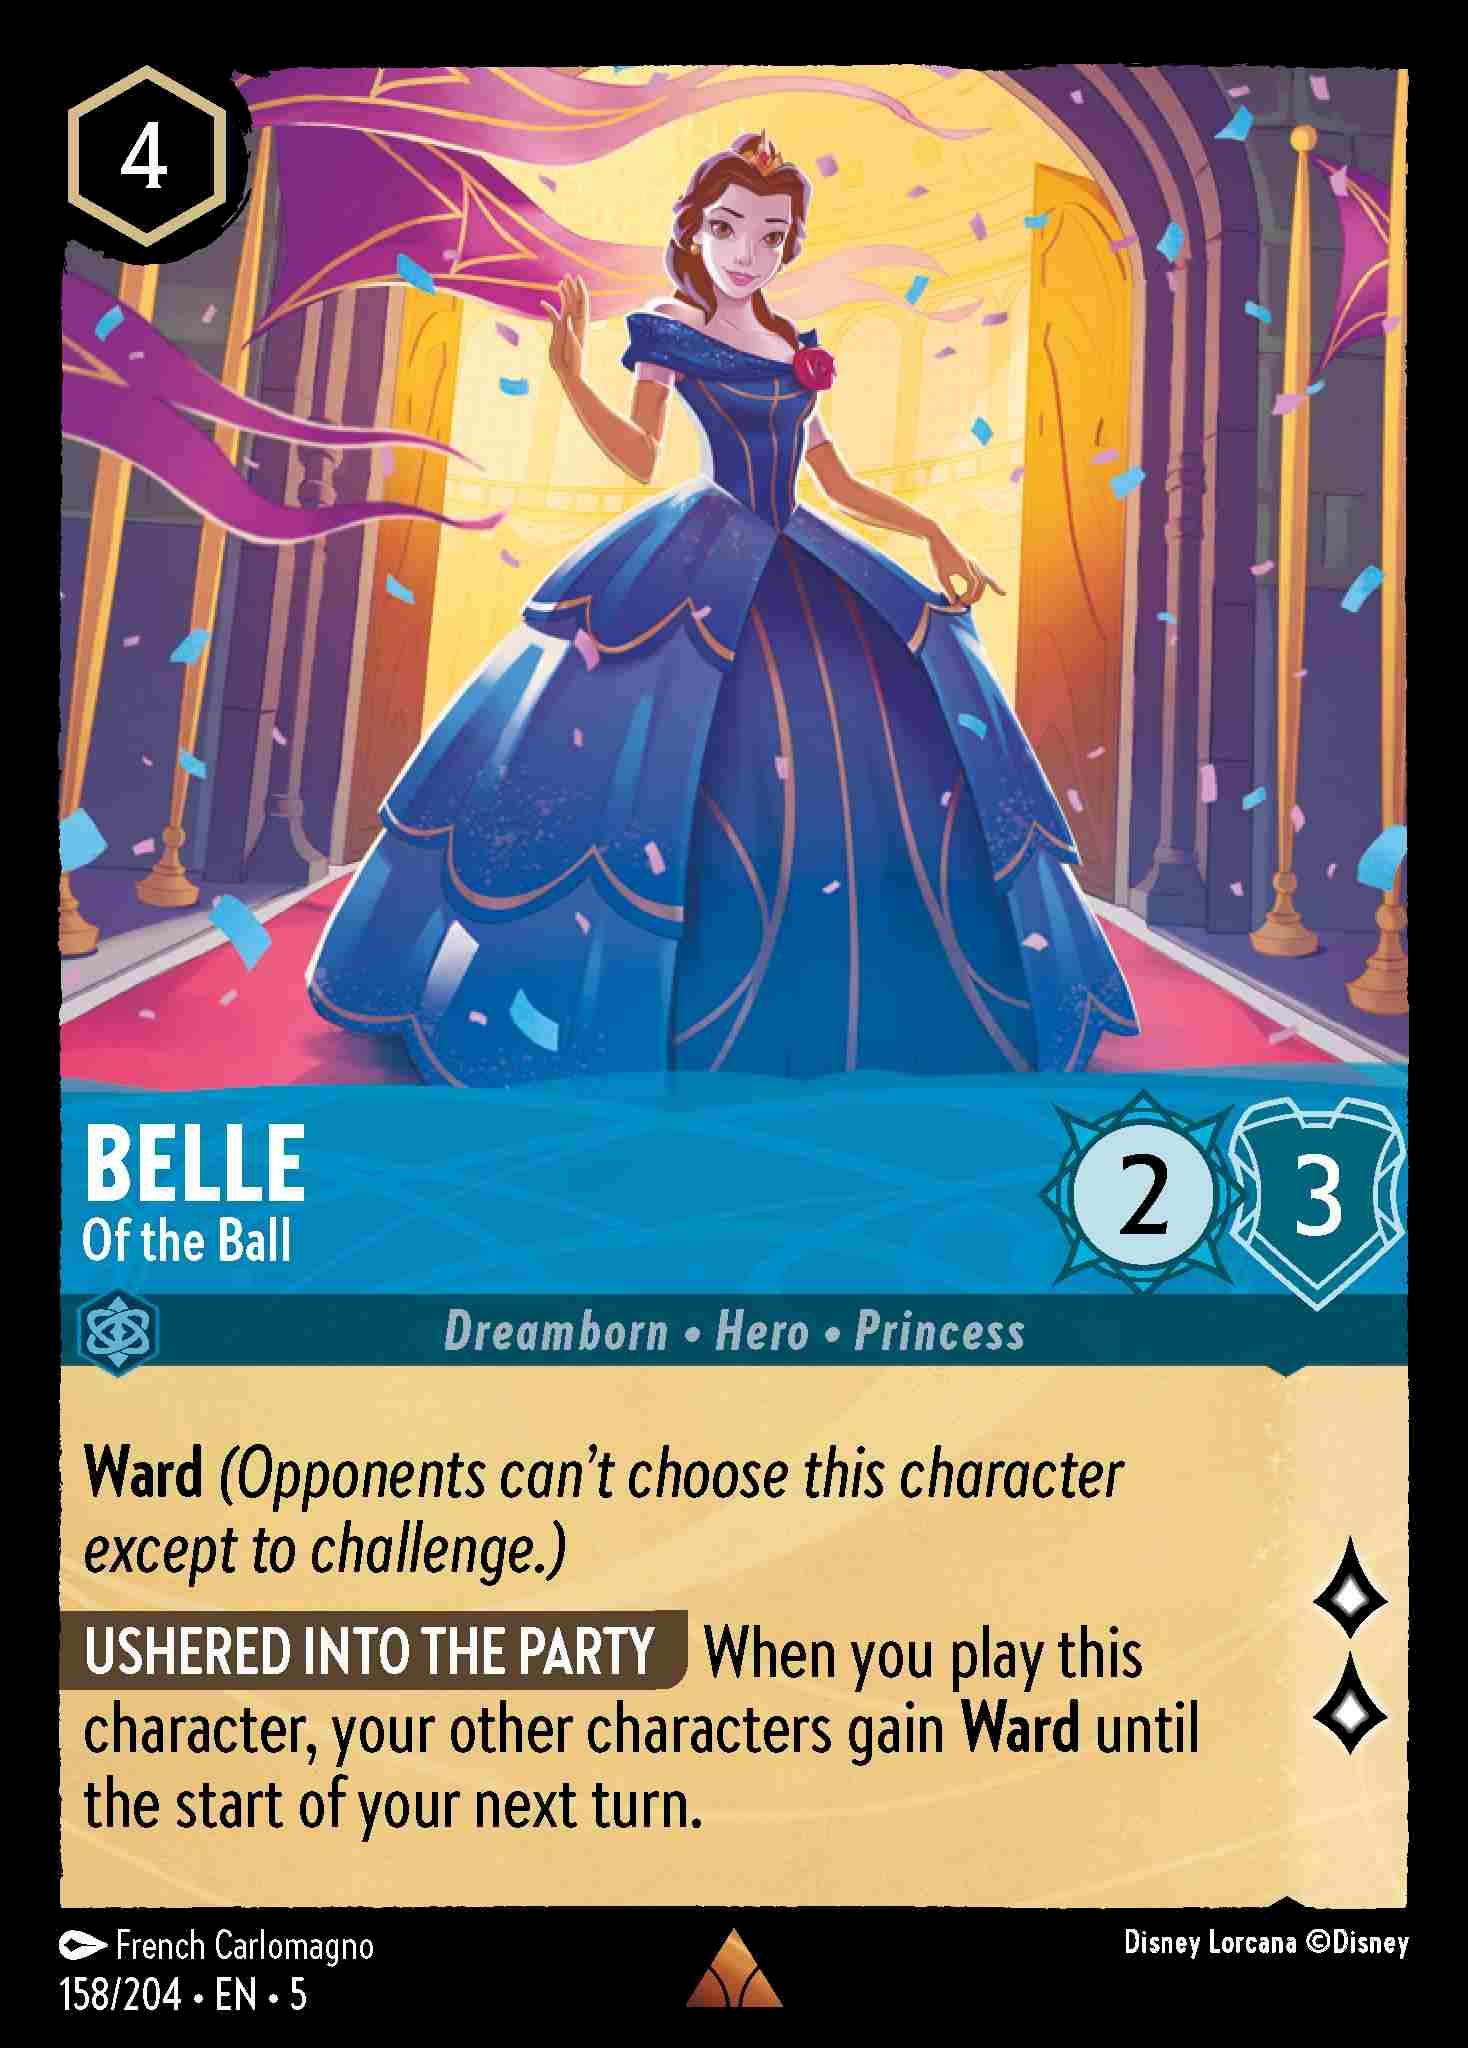 4
BELLE
Of the Ball
2
3
Dreamborn • Hero • Princess
Ward (Opponents can’t choose this character
except to challenge.)
USHERED INTO THE PARTY When you play this
character, your other characters gain Ward until
the start of your next turn.
French Carlomagno
158/204 • EN • 5
Disney Lorcana ©Disney